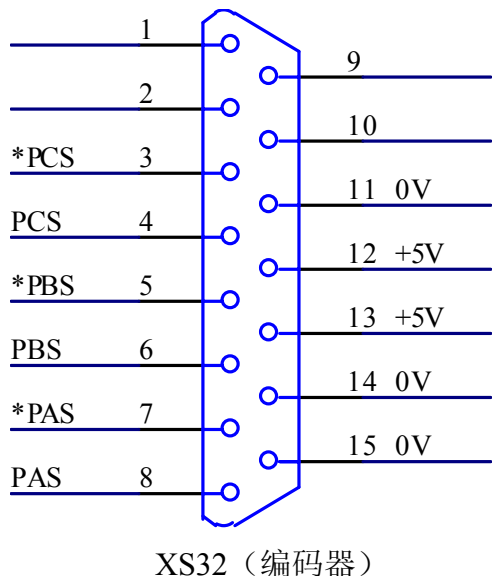 1
9
2
10
*PCS 3
11 0V
PCS 4
12 +5V
*PBS 5
13 +5V
PBS 6
14 0V
*PAS 7
15 0V
PAS 8
XS32（编码器）